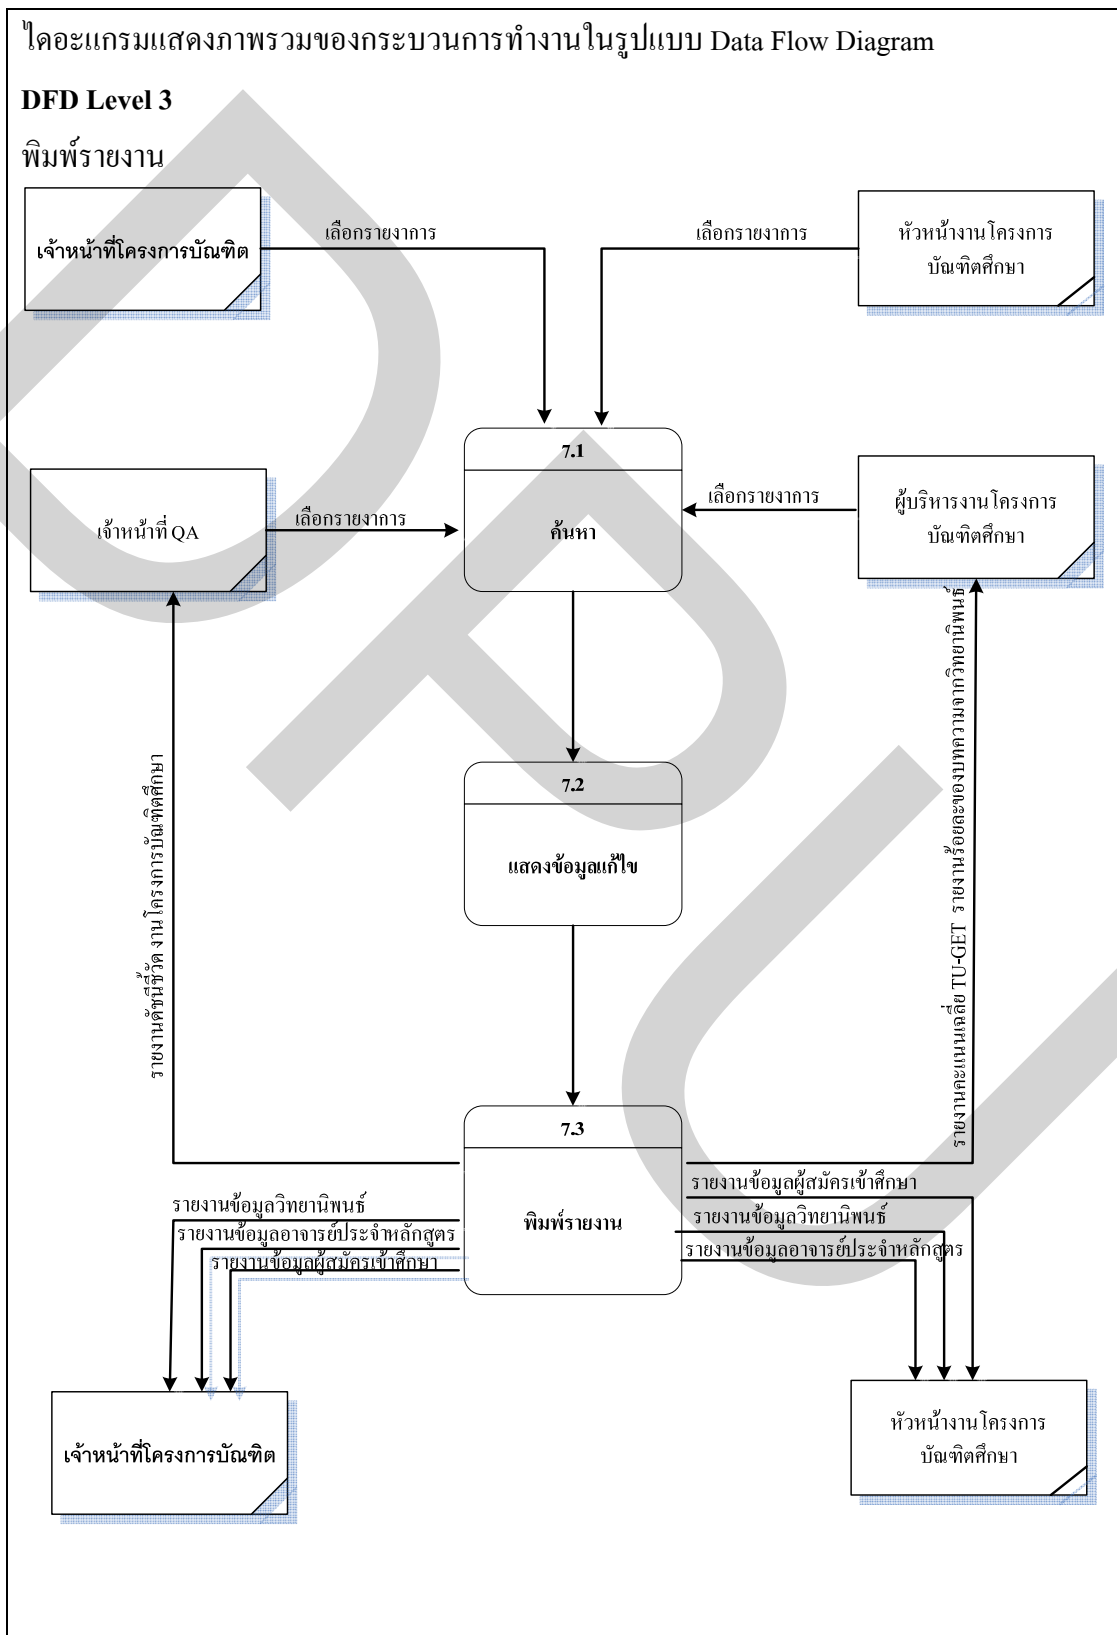 ไดอะแกรมแสดงภาพรวมของกระบวนการทำงานในรูปแบบ Data Flow Diagram
DFD Level 3
พิมพ์รายงาน
เจ้าหน้าที่โครงการบัณฑิต
เลือกรายงาการ
เลือกรายงาการ
หัวหน้างานโครงการ
บัณฑิตศึกษา
7.1
ค้นหา
เจ้าหน้าที่ QA
เลือกรายงาการ
เลือกรายงาการ
ผู้บริหารงานโครงการ
บัณฑิตศึกษา
7.2
แสดงข้อมูลแก้ไข
รายงานดัชนีชี้วัด งานโครงการบัณฑิตศึกษา
รายงานคะแนนเฉลี่ย TU-GET รายงานร้อยละของบทความจากวิทยานิพนธ์
7.3
พิมพ์รายงาน
รายงานข้อมูลวิทยานิพนธ์
รายงานข้อมูลอาจารย์ประจำหลักสูตร
รายงานข้อมูลผู้สมัครเข้าศึกษา
รายงานข้อมูลผู้สมัครเข้าศึกษา
รายงานข้อมูลวิทยานิพนธ์
รายงานข้อมูลอาจารย์ประจำหลักสูตร
เจ้าหน้าที่โครงการบัณฑิต
หัวหน้างานโครงการ
บัณฑิตศึกษา
DPU